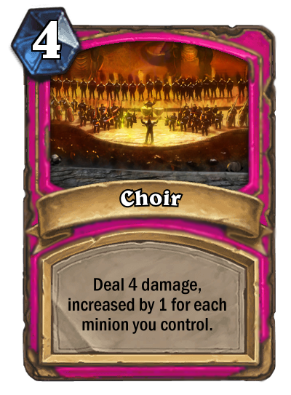 4
Choir
Deal 4 damage,
increased by 1 for each
minion you control.